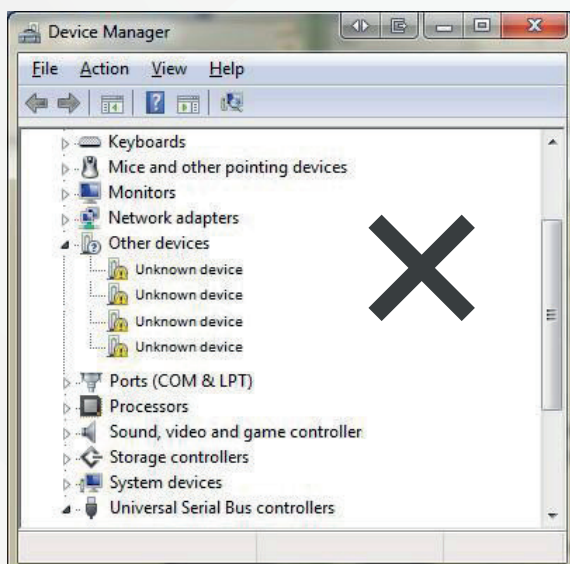 Device Manager
File Action View Help
Keyboards
Mice and other pointing devices
Monitors
Network adapters
Other devices
Unknown device
Unknown device
Unknown device
Unknown device
Ports (COM & LPT)
Processors
Sound, video and game controller
Storage controllers
System devices
Universal Serial Bus controllers